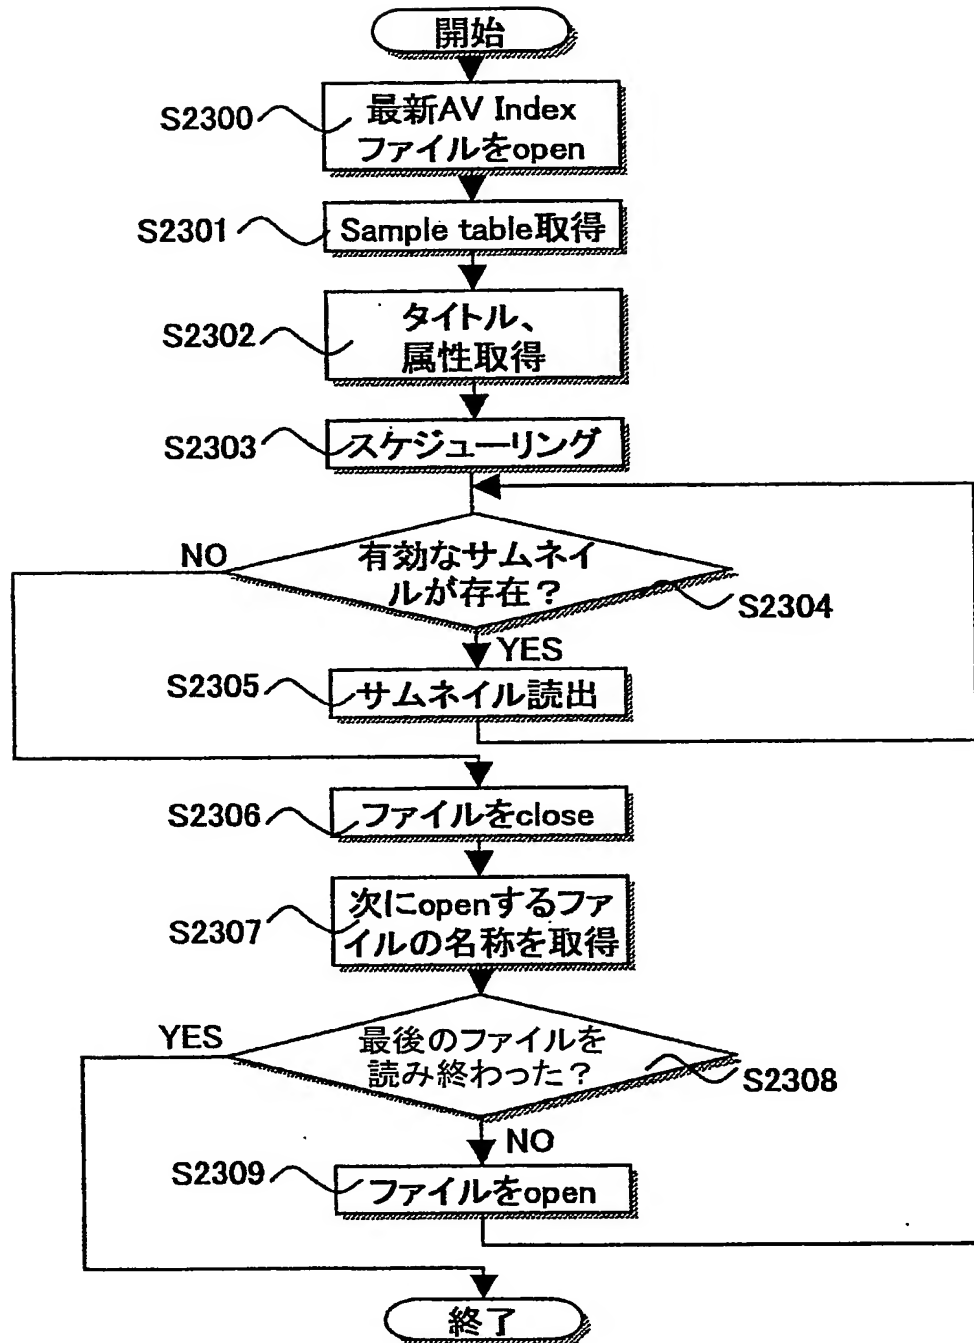 開始
S2300
最新AV Index
ファイルをopen
S2301
Sample table取得
S2302
タイトル、
属性取得
S2303
スケジューリング
NO
有効なサムネイ
ルが存在?
S2304
YES
S2305
サムネイル読出
S2306
ファイルをclose
S2307
次にopenするファ
イルの名称を取得
YES
最後のファイルを
読み終わった?
S2308
NO
S2309
ファイルをopen
終了